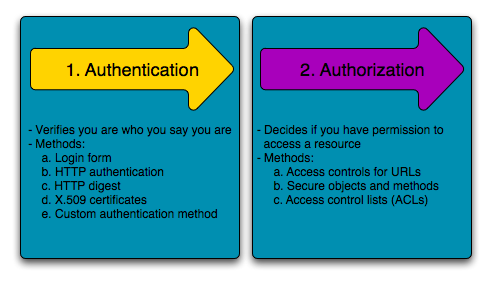 1. Authentication
- Verifies you are who you say you are
- Methods:
a. Login form
b. HTTP authentication
c. HTTP digest
d. X.509 certificates
e. Custom authentication method
2. Authorization
- Decides if you have permission to
access a resource
- Methods:
a. Access controls for URLs
b. Secure objects and methods
c. Access control lists (ACLs)